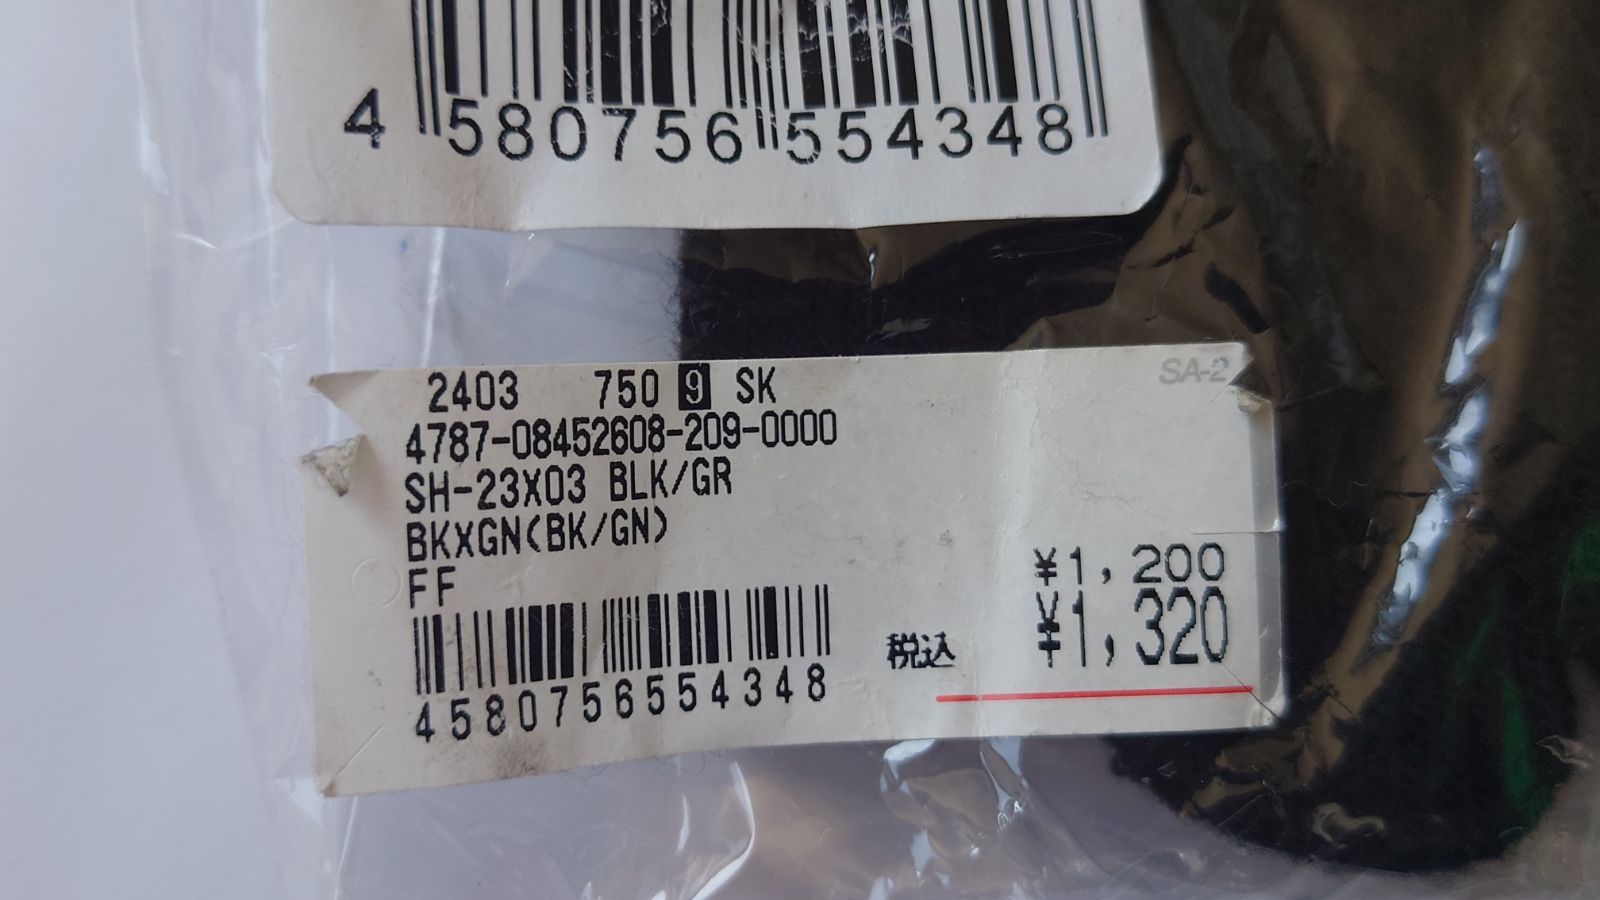 4 580756 554348
SA-2
2403 750 9 SK
4787-08452608-209-0000
SH-23X03 BLK/GR
BKXGN(BK/GN)
FF
¥1,200
税込 ¥1,320
4580756554348